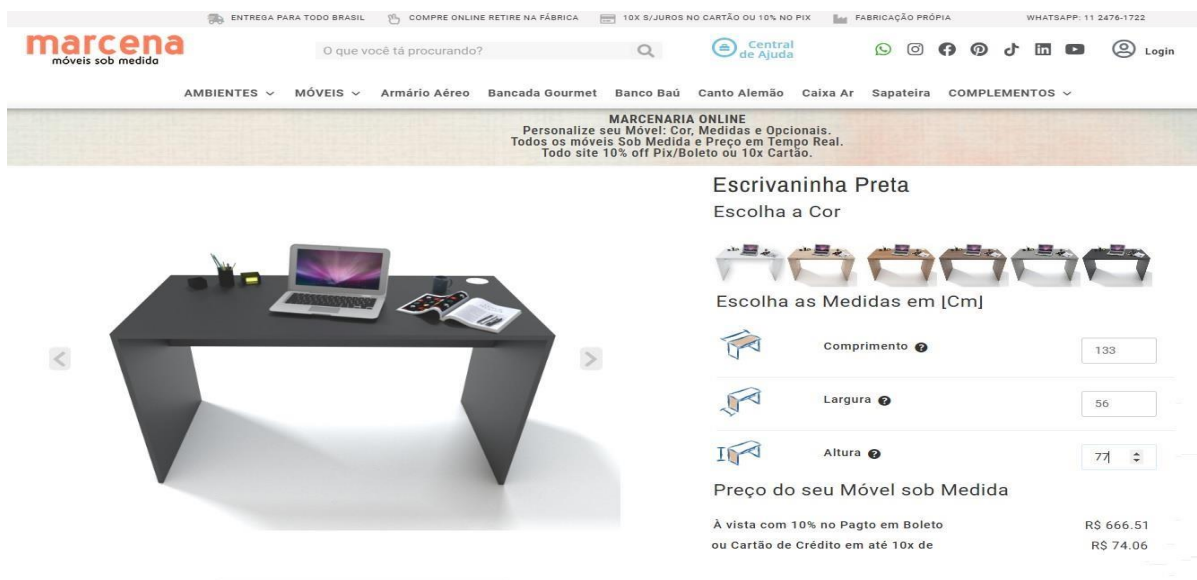 ENTREGA PARA TODO BRASIL COMPRE ONLINE RETIRE NA FÁBRICA 10X S/JUROS NO CARTÃO OU 10% NO PIX FABRICAÇÃO PRÓPIA WHATSAPP: 11 2476-1722
marcena
móveis sob medida
O que você tá procurando?
Central
de Ajuda
Login
AMBIENTES MÓVEIS Armário Aéreo Bancada Gourmet Banco Baú Canto Alemão Caixa Ar Sapateira COMPLEMENTOS
MARCENARIA ONLINE
Personalize seu Móvel: Cor, Medidas e Opcionais.
Todos os móveis Sob Medida e Preço em Tempo Real.
Todo site 10% off Pix/Boleto ou 10x Cartão.
Escrivaninha Preta
Escolha a Cor
Escolha as Medidas em [Cm]
Comprimento ? 133
Largura ? 56
Altura ? 77
Preço do seu Móvel sob Medida
À vista com 10% no Pagto em Boleto R$ 666.51
ou Cartão de Crédito em até 10x de R$ 74.06